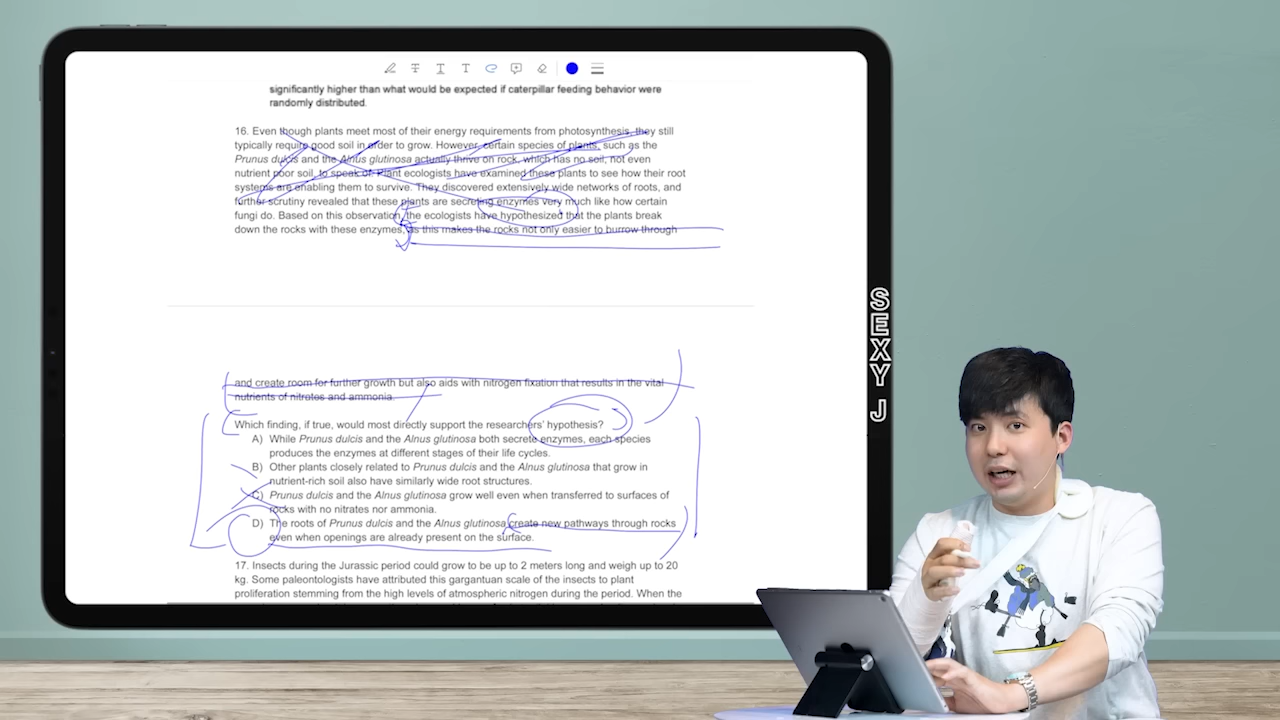 significantly higher than what would be expected if caterpillar feeding behavior were
randomly distributed.
16. Even though plants meet most of their energy requirements from photosynthesis, they still
typically require good soil in order to grow. However, certain species of plants, such as the
Prunus dulcis and the Alnus glutinosa actually thrive on rock, which has no soil, not even
nutrient poor soil, to speak of. Plant ecologists have examined these plants to see how their root
systems are enabling them to survive. They discovered extensively wide networks of roots, and
further scrutiny revealed that these plants are secreting enzymes very much like how certain
fungi do. Based on this observation, the ecologists have hypothesized that the plants break
down the rocks with these enzymes, as this makes the rocks not only easier to burrow through
and create room for further growth but also aids with nitrogen fixation that results in the vital
nutrients of nitrates and ammonia.
Which finding, if true, would most directly support the researchers' hypothesis?
A) While Prunus dulcis and the Alnus glutinosa both secrete enzymes, each species
produces the enzymes at different stages of their life cycles.
B) Other plants closely related to Prunus dulcis and the Alnus glutinosa that grow in
nutrient-rich soil also have similarly wide root structures.
C) Prunus dulcis and the Alnus glutinosa grow well even when transferred to surfaces of
rocks with no nitrates nor ammonia.
D) The roots of Prunus dulcis and the Alnus glutinosa create new pathways through rocks
even when openings are already present on the surface.
17. Insects during the Jurassic period could grow to be up to 2 meters long and weigh up to 20
kg. Some paleontologists have attributed this gargantuan scale of the insects to plant
proliferation stemming from the high levels of atmospheric nitrogen during the period. When the
SEXY J